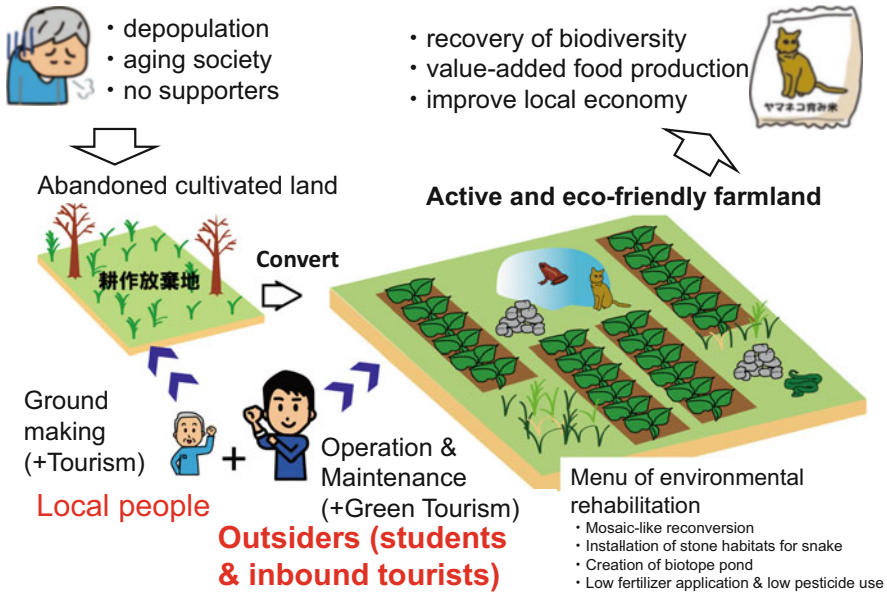 ・depopulation
・aging society
・no supporters
・recovery of biodiversity
・value-added food production
・improve local economy
ヤマネコ育み米
Abandoned cultivated land
Active and eco-friendly farmland
耕作放棄地
Convert
Ground
making
(+Tourism)
Local people
+
Operation &
Maintenance
(+Green Tourism)
Outsiders (students
& inbound tourists)
Menu of environmental
rehabilitation
・Mosaic-like reconversion
・Installation of stone habitats for snake
・Creation of biotope pond
・Low fertilizer application & low pesticide use